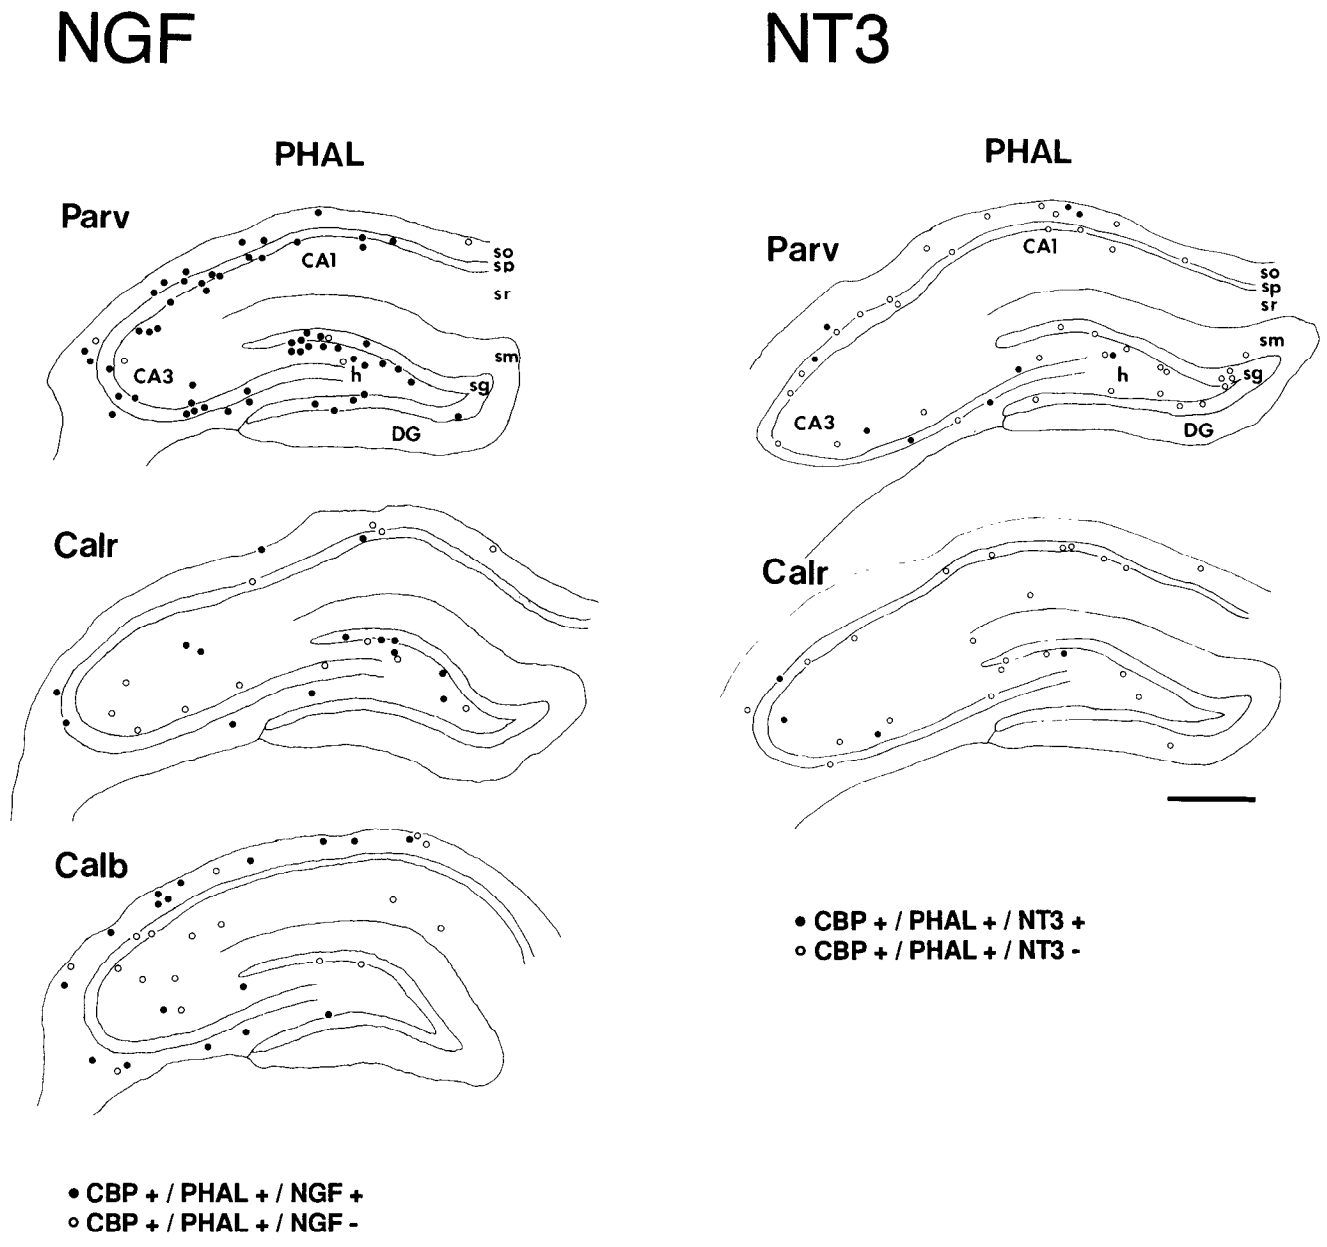 NGF
PHAL
Parv
CA1
so
sp
sr
CA3
h
sm
sg
DG
Calr
Calb
● CBP + / PHAL + / NGF +
○ CBP + / PHAL + / NGF -
NT3
PHAL
Parv
CA1
so
sp
sr
sm
h
sg
CA3
DG
Calr
● CBP + / PHAL + / NT3 +
○ CBP + / PHAL + / NT3 -